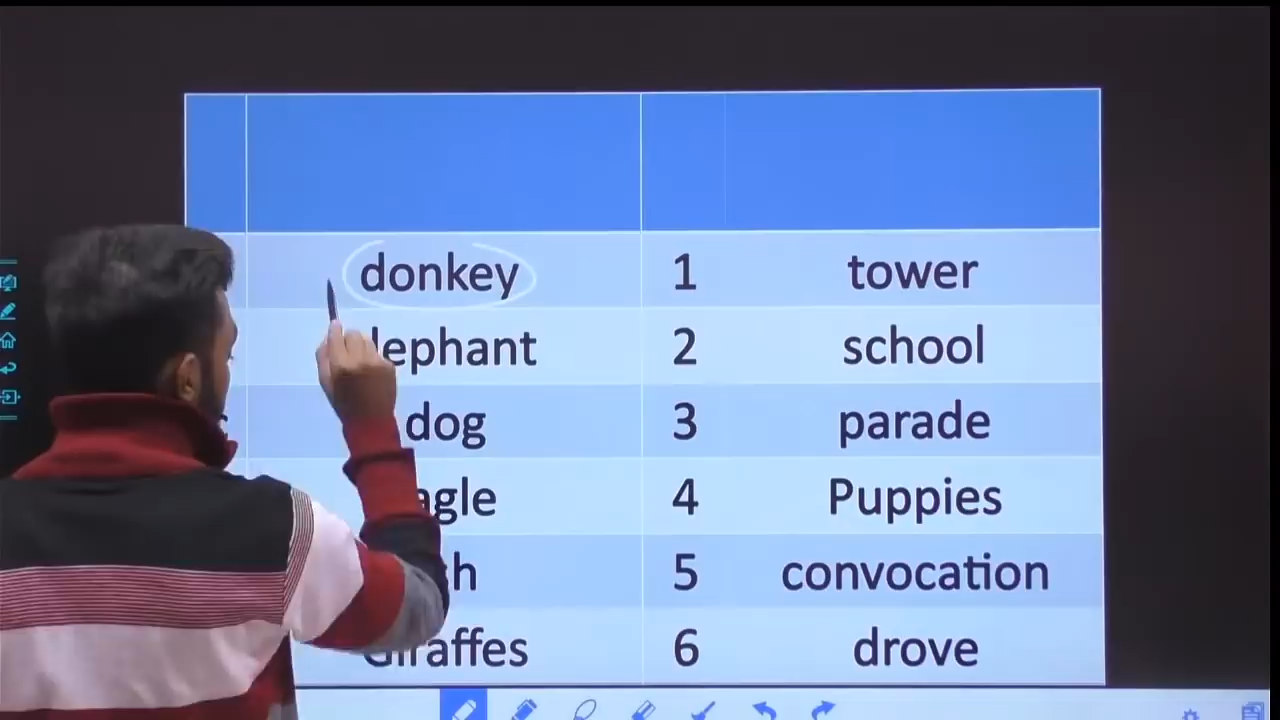 donkey 1 tower
lephant 2 school
dog 3 parade
agle 4 Puppies
h 5 convocation
Giraffes 6 drove